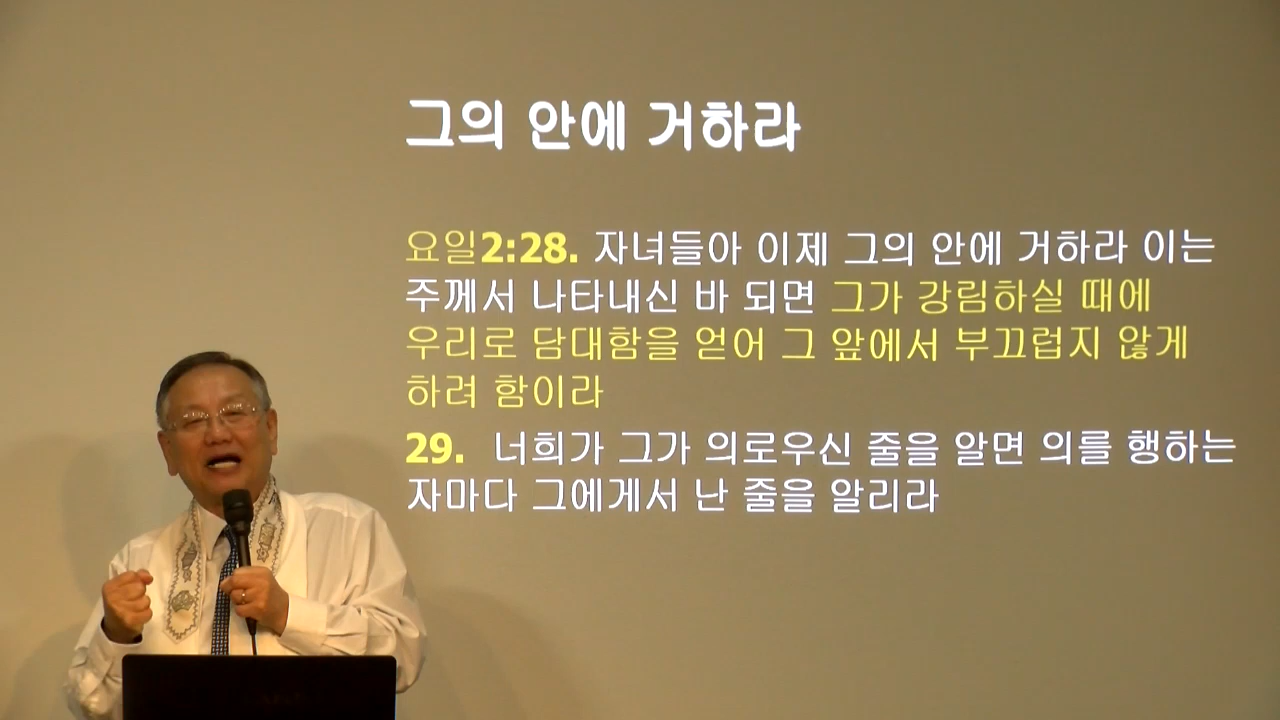 그의 안에 거하라
요일2:28. 자녀들아 이제 그의 안에 거하라 이는
주께서 나타내신 바 되면 그가 강림하실 때에
우리로 담대함을 얻어 그 앞에서 부끄럽지 않게
하려 함이라
29. 너희가 그가 의로우신 줄을 알면 의를 행하는
자마다 그에게서 난 줄을 알리라